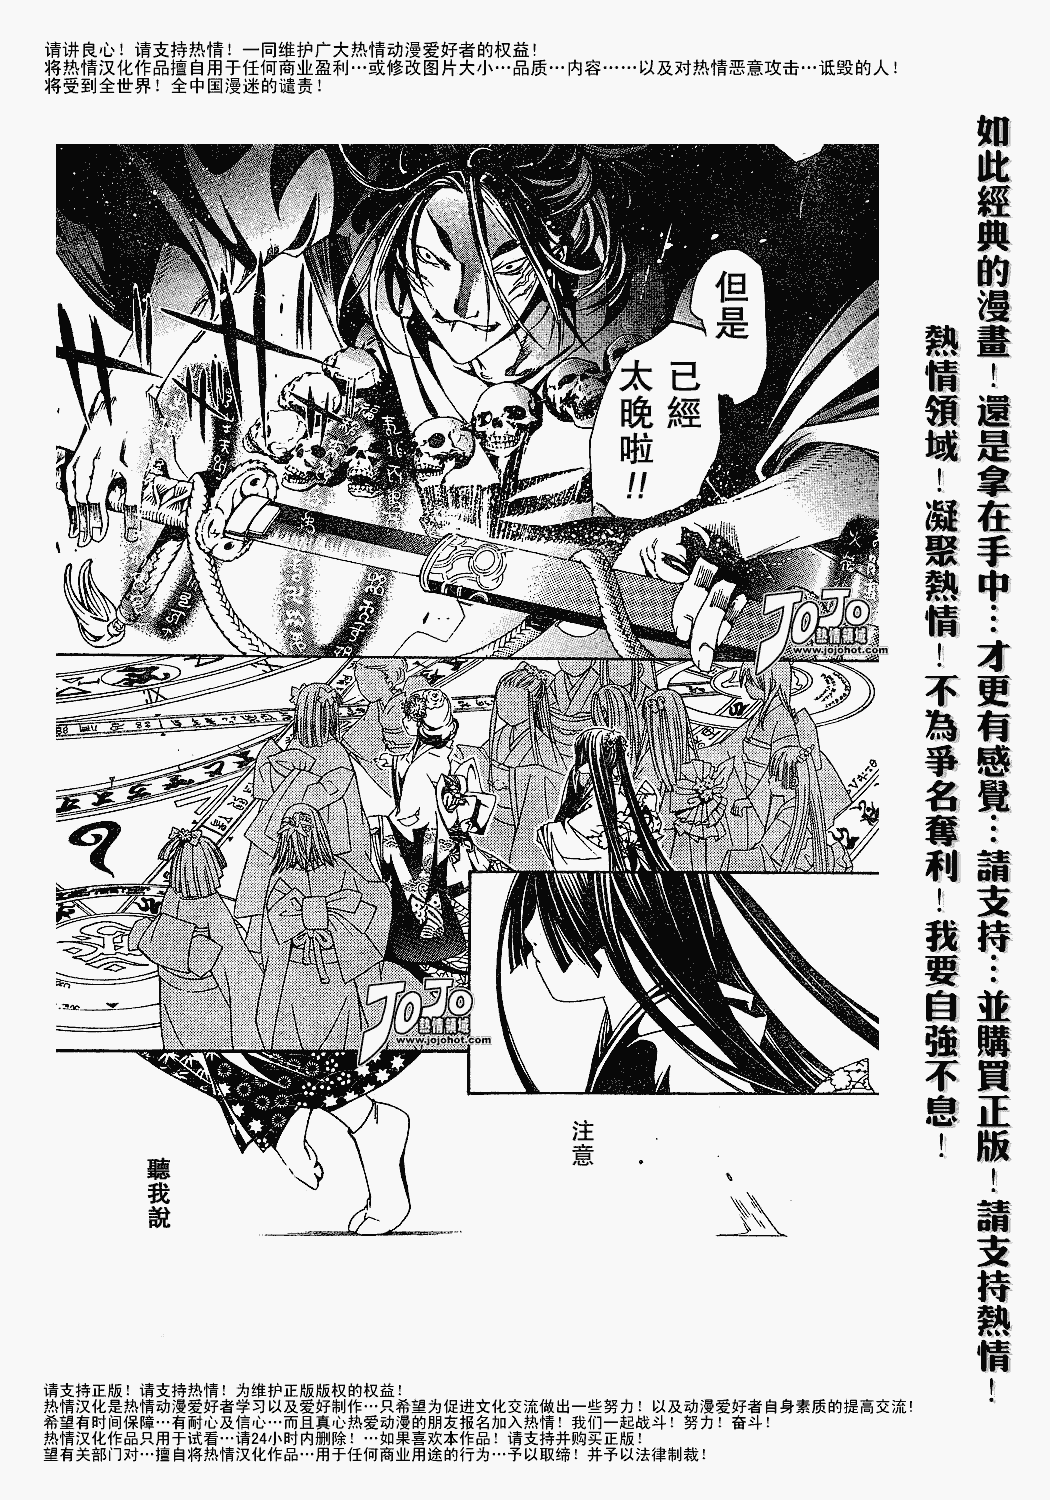 请讲良心！请支持热情！一同维护广大热情动漫爱好者的权益！
将热情汉化作品擅自用于任何商业盈利…或修改图片大小…品质…内容……以及对热情恶意攻击…诋毁的人！
将受到全世界！全中国漫迷的谴责！
如此經典的漫畫！還是拿在手中…才更有感覺…請支持…並購買正版！請支持熱情！
熱情領域！凝聚熱情！不為爭名奪利！我要自強不息！
但是
已經
太晚啦!!
JOJO
熱情領域
www.jojohot.com
JOJO
熱情領域
www.jojohot.com
注意
聽我說
请支持正版！请支持热情！为维护正版版权的权益！
热情汉化是热情动漫爱好者学习以及爱好制作…只希望为促进文化交流做出一些努力！以及动漫爱好者自身素质的提高交流！
希望有时间保障…有耐心及信心…而且真心热爱动漫的朋友报名加入热情！我们一起战斗！努力！奋斗！
热情汉化作品只用于试看…请24小时内删除！…如果喜欢本作品！请支持并购买正版！
望有关部门对…擅自将热情汉化作品…用于任何商业用途的行为…予以取缔！并予以法律制裁！